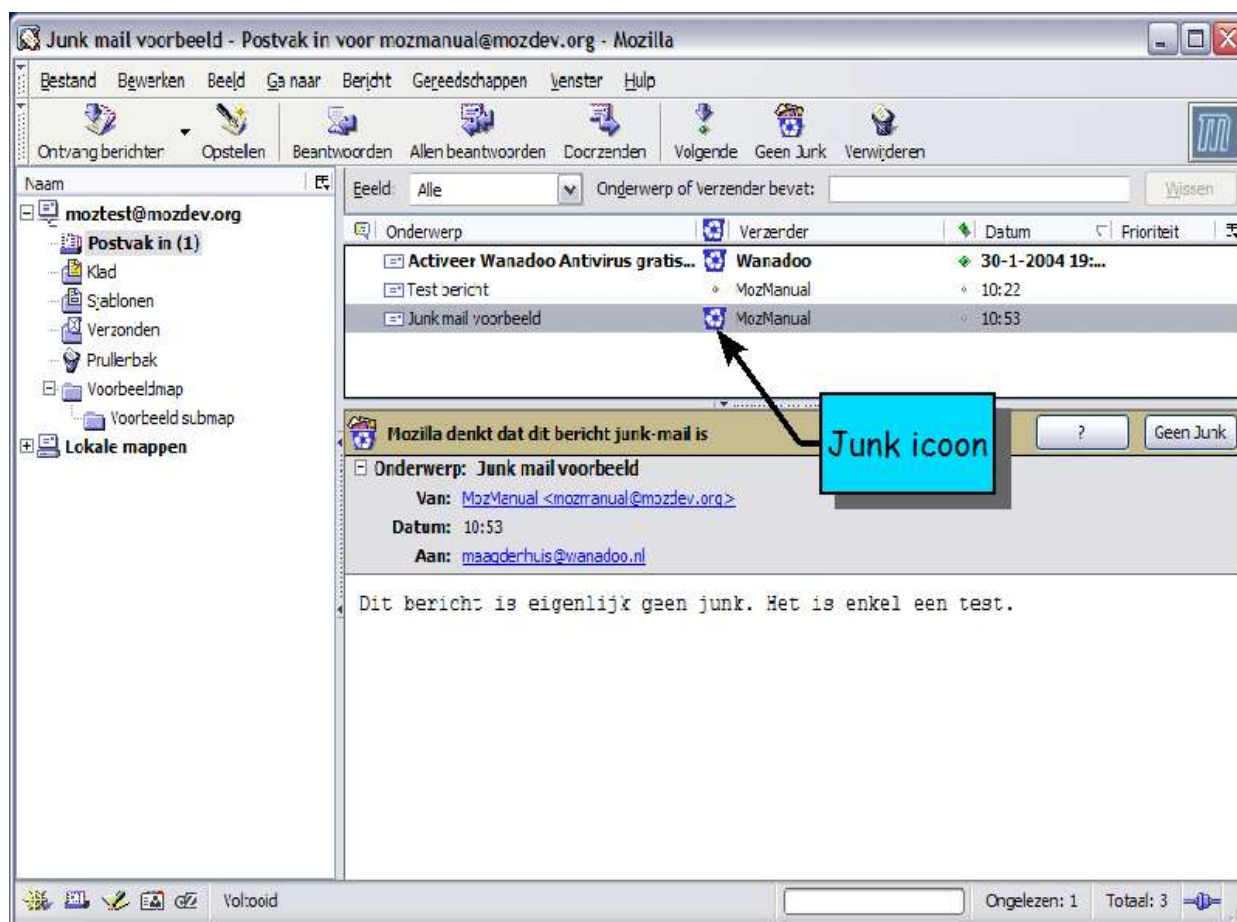 Junk mail voorbeeld - Postvak in voor mozmanual@mozdev.org - Mozilla
Bestand Bewerken Beeld Ga naar Bericht Gereedschappen Venster Hulp
Ontvang berichten Opstellen Beantwoorden Allen beantwoorden Doorzenden Volgende Geen Junk Verwijderen
Naam
Beeld: Alle Onderwerp of Verzender bevat: Wissen
moztest@mozdev.org
Postvak in (1)
Klad
Sjablonen
Verzonden
Prullenbak
Voorbeeldmap
Voorbeeld submap
Lokale mappen
Onderwerp Verzender Datum Prioriteit
Activeer Wanadoo Antivirus gratis... Wanadoo 30-1-2004 19:...
Test bericht MozManual 10:22
Junk mail voorbeeld MozManual 10:53
Junk icoon
Mozilla denkt dat dit bericht junk-mail is ? Geen Junk
Onderwerp: Junk mail voorbeeld
Van: MozManual <mozmanual@mozdev.org>
Datum: 10:53
Aan: maagdenhuis@wanadoo.nl
Dit bericht is eigenlijk geen junk. Het is enkel een test.
Voltooid Ongelezen: 1 Totaal: 3